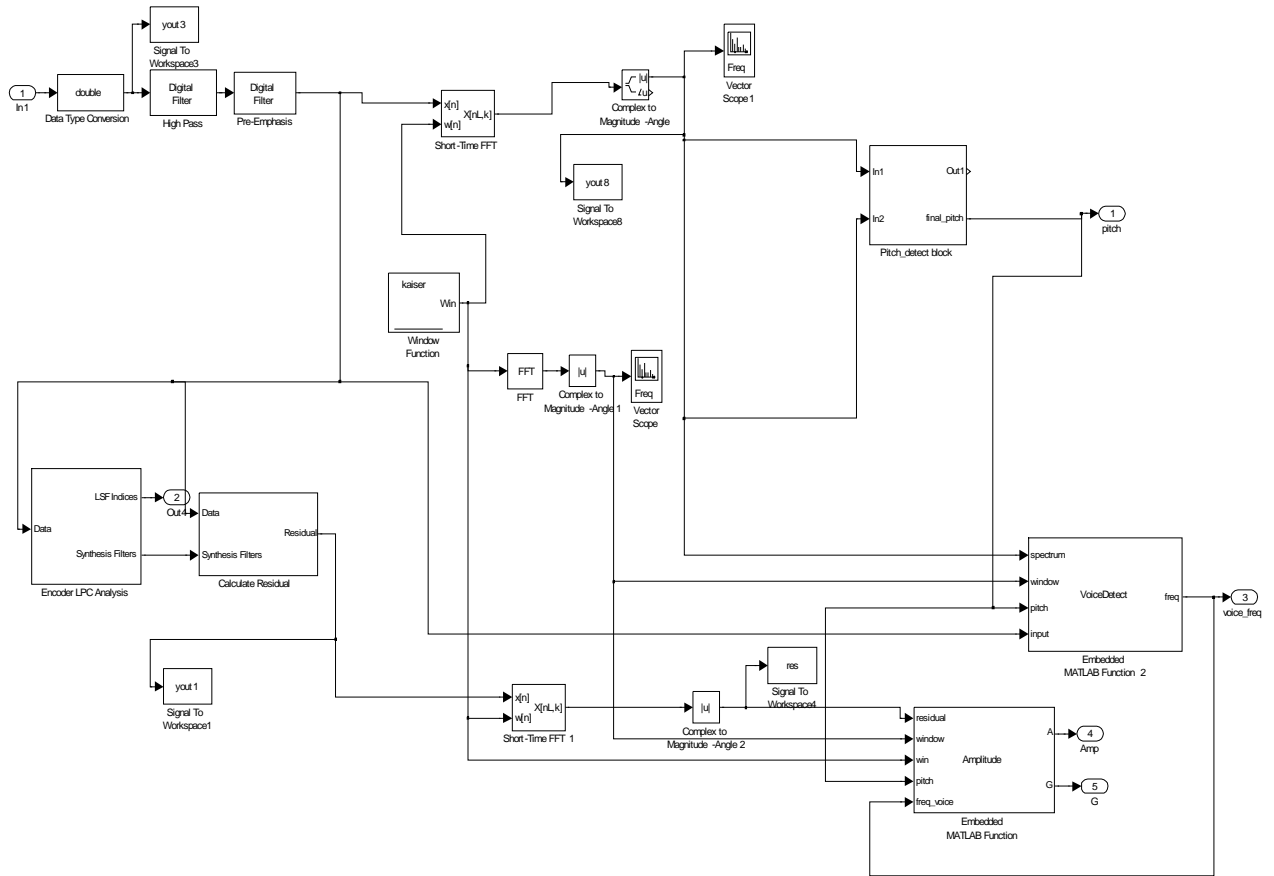 yout 3
Signal To
Workspace3
1
In1
double
Data Type Conversion
Digital
Filter
High Pass
Digital
Filter
Pre-Emphasis
x[n]
w[n]
X[nL,k]
Short -Time FFT
|u|
∠u
Complex to
Magnitude -Angle
Freq
Vector
Scope 1
yout 8
Signal To
Workspace8
In1
In2
Out1
final_pitch
Pitch_detect block
1
pitch
kaiser
Win
Window
Function
FFT
FFT
|u|
Complex to
Magnitude -Angle 1
Freq
Vector
Scope
Data
LSF Indices
Synthesis Filters
Encoder LPC Analysis
2
Out4
Data
Synthesis Filters
Residual
Calculate Residual
spectrum
window
pitch
input
VoiceDetect
freq
Embedded
MATLAB Function 2
3
voice_freq
yout 1
Signal To
Workspace1
x[n]
w[n]
X[nL,k]
Short -Time FFT 1
|u|
Complex to
Magnitude -Angle 2
res
Signal To
Workspace4
residual
window
win
pitch
freq_voice
Amplitude
A
G
Embedded
MATLAB Function
4
Amp
5
G